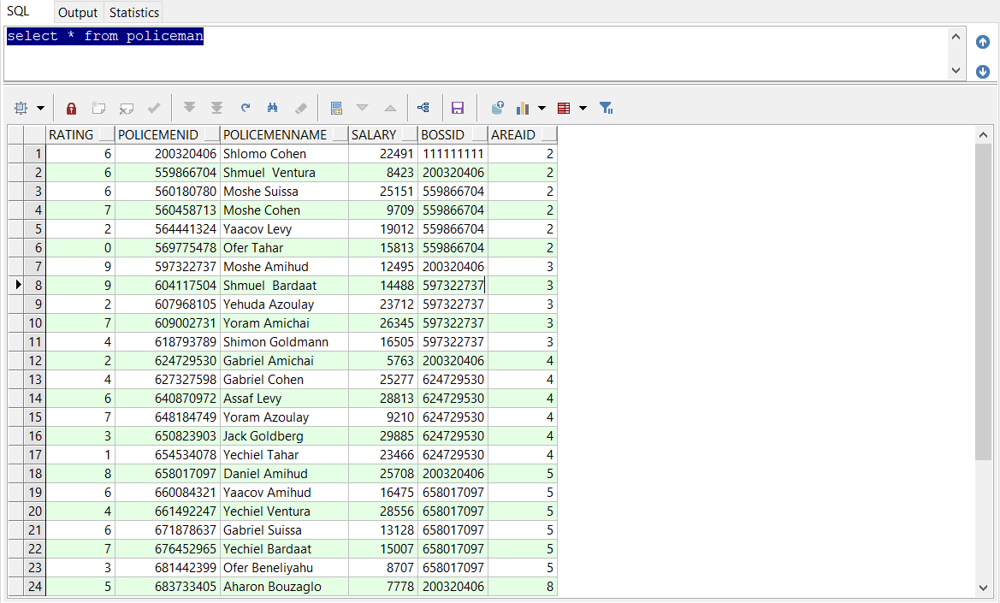 SQL Output Statistics
select * from policeman
RATING POLICEMENID POLICEMENNAME SALARY BOSSID AREAID
1 6 200320406 Shlomo Cohen 22491 111111111 2
2 6 559866704 Shmuel  Ventura 8423 200320406 2
3 6 560180780 Moshe Suissa 25151 559866704 2
4 7 560458713 Moshe Cohen 9709 559866704 2
5 2 564441324 Yaacov Levy 19012 559866704 2
6 0 569775478 Ofer Tahar 15813 559866704 2
7 9 597322737 Moshe Amihud 12495 200320406 3
8 9 604117504 Shmuel  Bardaat 14488 597322737 3
9 2 607968105 Yehuda Azoulay 23712 597322737 3
10 7 609002731 Yoram Amichai 26345 597322737 3
11 4 618793789 Shimon Goldmann 16505 597322737 3
12 2 624729530 Gabriel Amichai 5763 200320406 4
13 4 627327598 Gabriel Cohen 25277 624729530 4
14 6 640870972 Assaf Levy 28813 624729530 4
15 7 648184749 Yoram Azoulay 9210 624729530 4
16 3 650823903 Jack Goldberg 29885 624729530 4
17 1 654534078 Yechiel Tahar 23466 624729530 4
18 8 658017097 Daniel Amihud 25708 200320406 5
19 6 660084321 Yaacov Amihud 16475 658017097 5
20 4 661492247 Yechiel Ventura 28556 658017097 5
21 6 671878637 Gabriel Suissa 13128 658017097 5
22 7 676452965 Yechiel Bardaat 15007 658017097 5
23 3 681442399 Ofer Beneliyahu 8707 658017097 5
24 5 683733405 Aharon Bouzaglo 7778 200320406 8